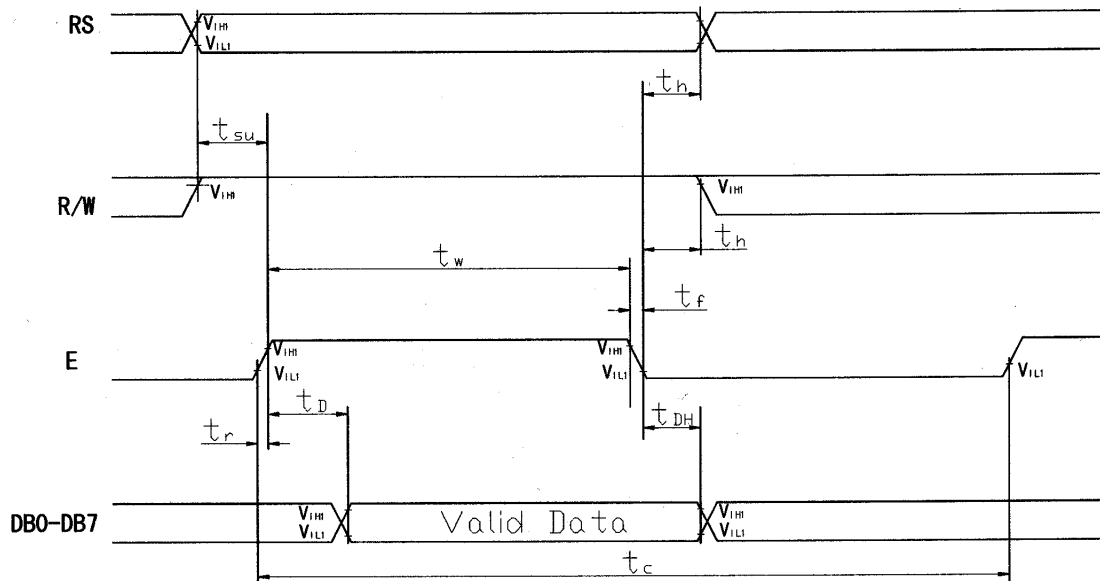 RS
VIH1
VIL1
th
tsu
R/W
VIH1
VIH1
th
tw
tf
E
VIH1
VIL1
VIH1
VIL1
VIL1
tD
tr
tDH
DB0-DB7
VIH1
VIL1
Valid Data
VIH1
VIL1
tc